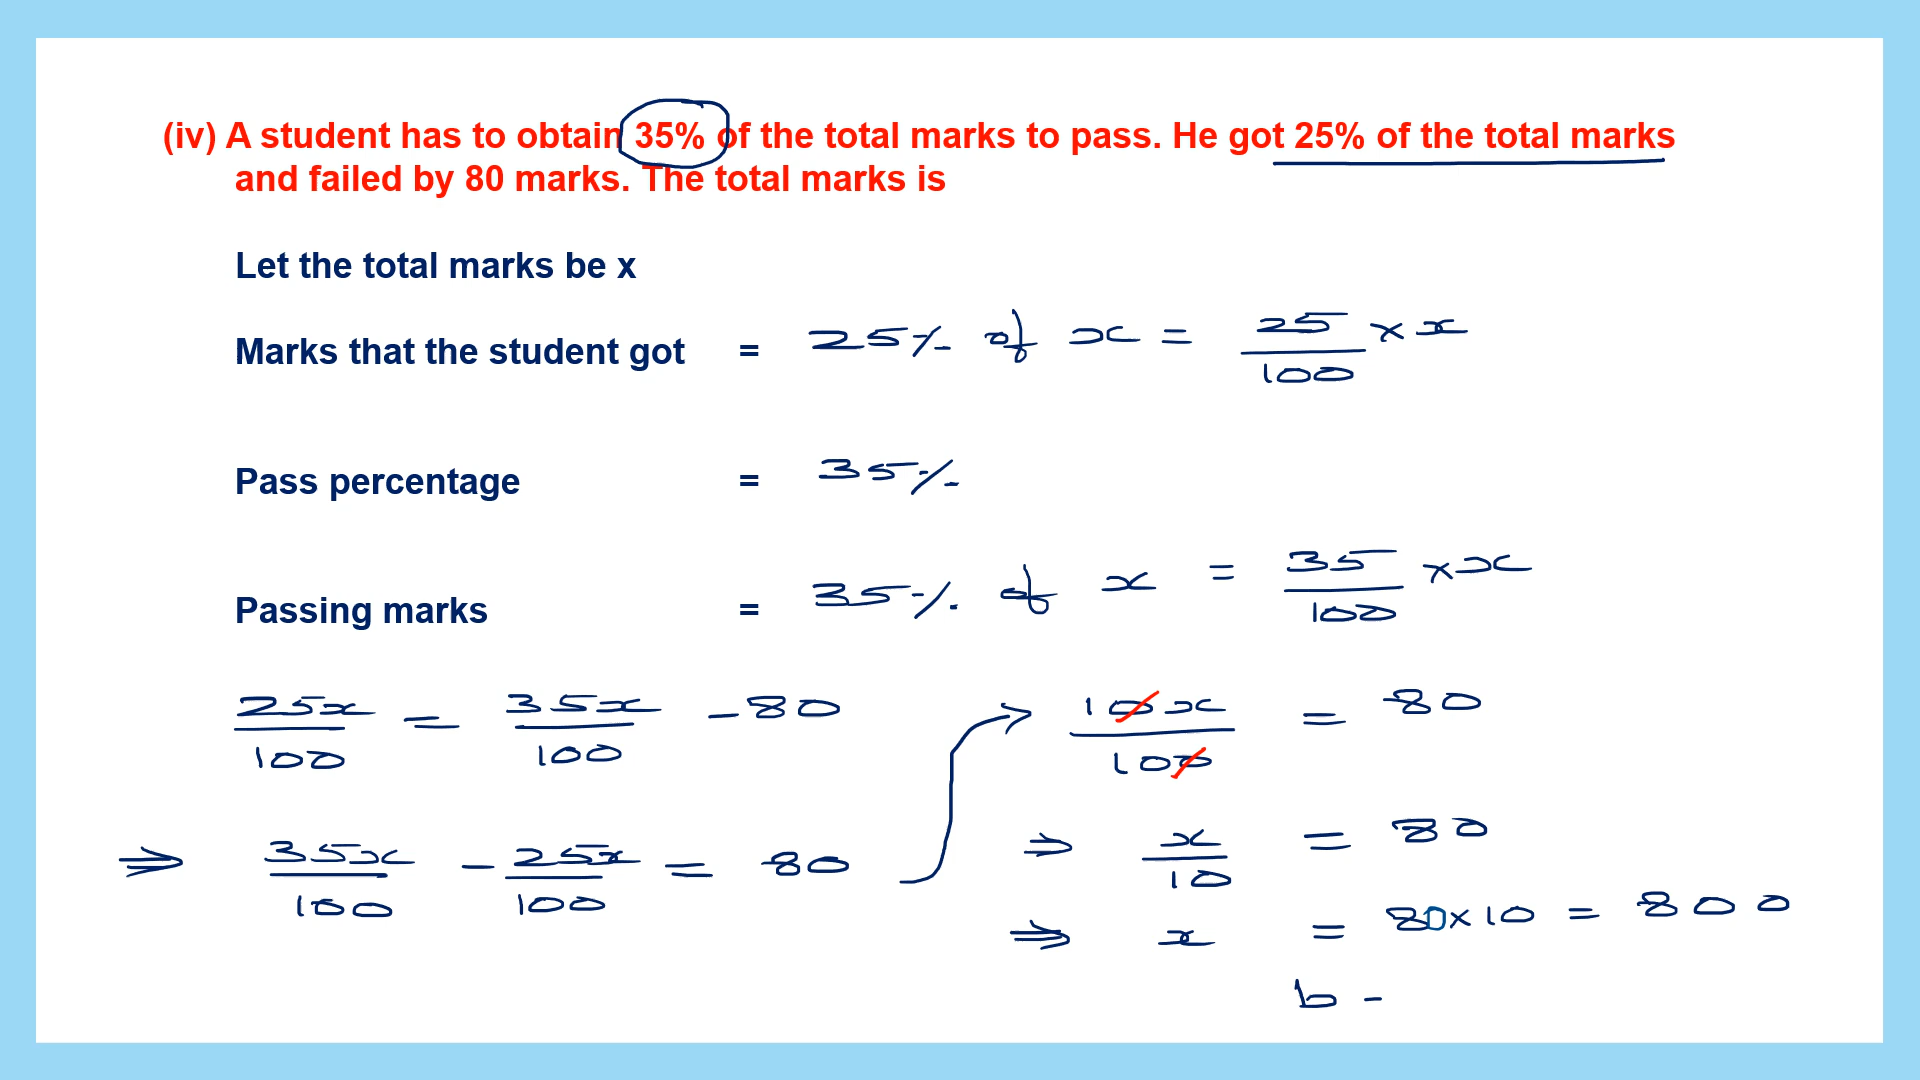 (iv) A student has to obtain 35% of the total marks to pass. He got 25% of the total marks
and failed by 80 marks. The total marks is
Let the total marks be x
Marks that the student got = 25% of x = 25/100 × x
Pass percentage = 35%
Passing marks = 35% of x = 35/100 × x
25x/100 = 35x/100 - 80
⇒ 35x/100 - 25x/100 = 80
→ 10x/100 = 80
⇒ x/10 = 80
⇒ x = 80 × 10 = 800
b -